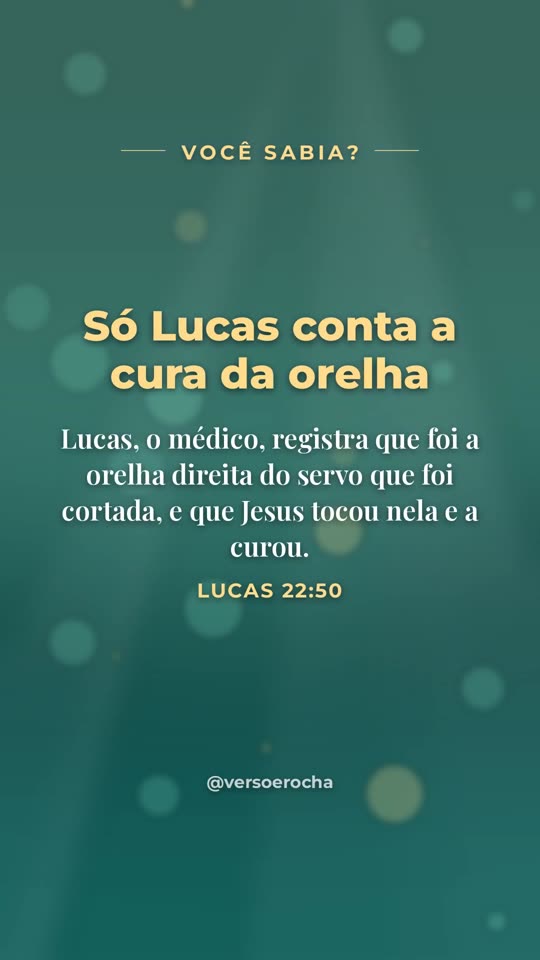 VOCÊ SABIA?
Só Lucas conta a
cura da orelha
Lucas, o médico, registra que foi a
orelha direita do servo que foi
cortada, e que Jesus tocou nela e a
curou.
LUCAS 22:50
@versoerocha